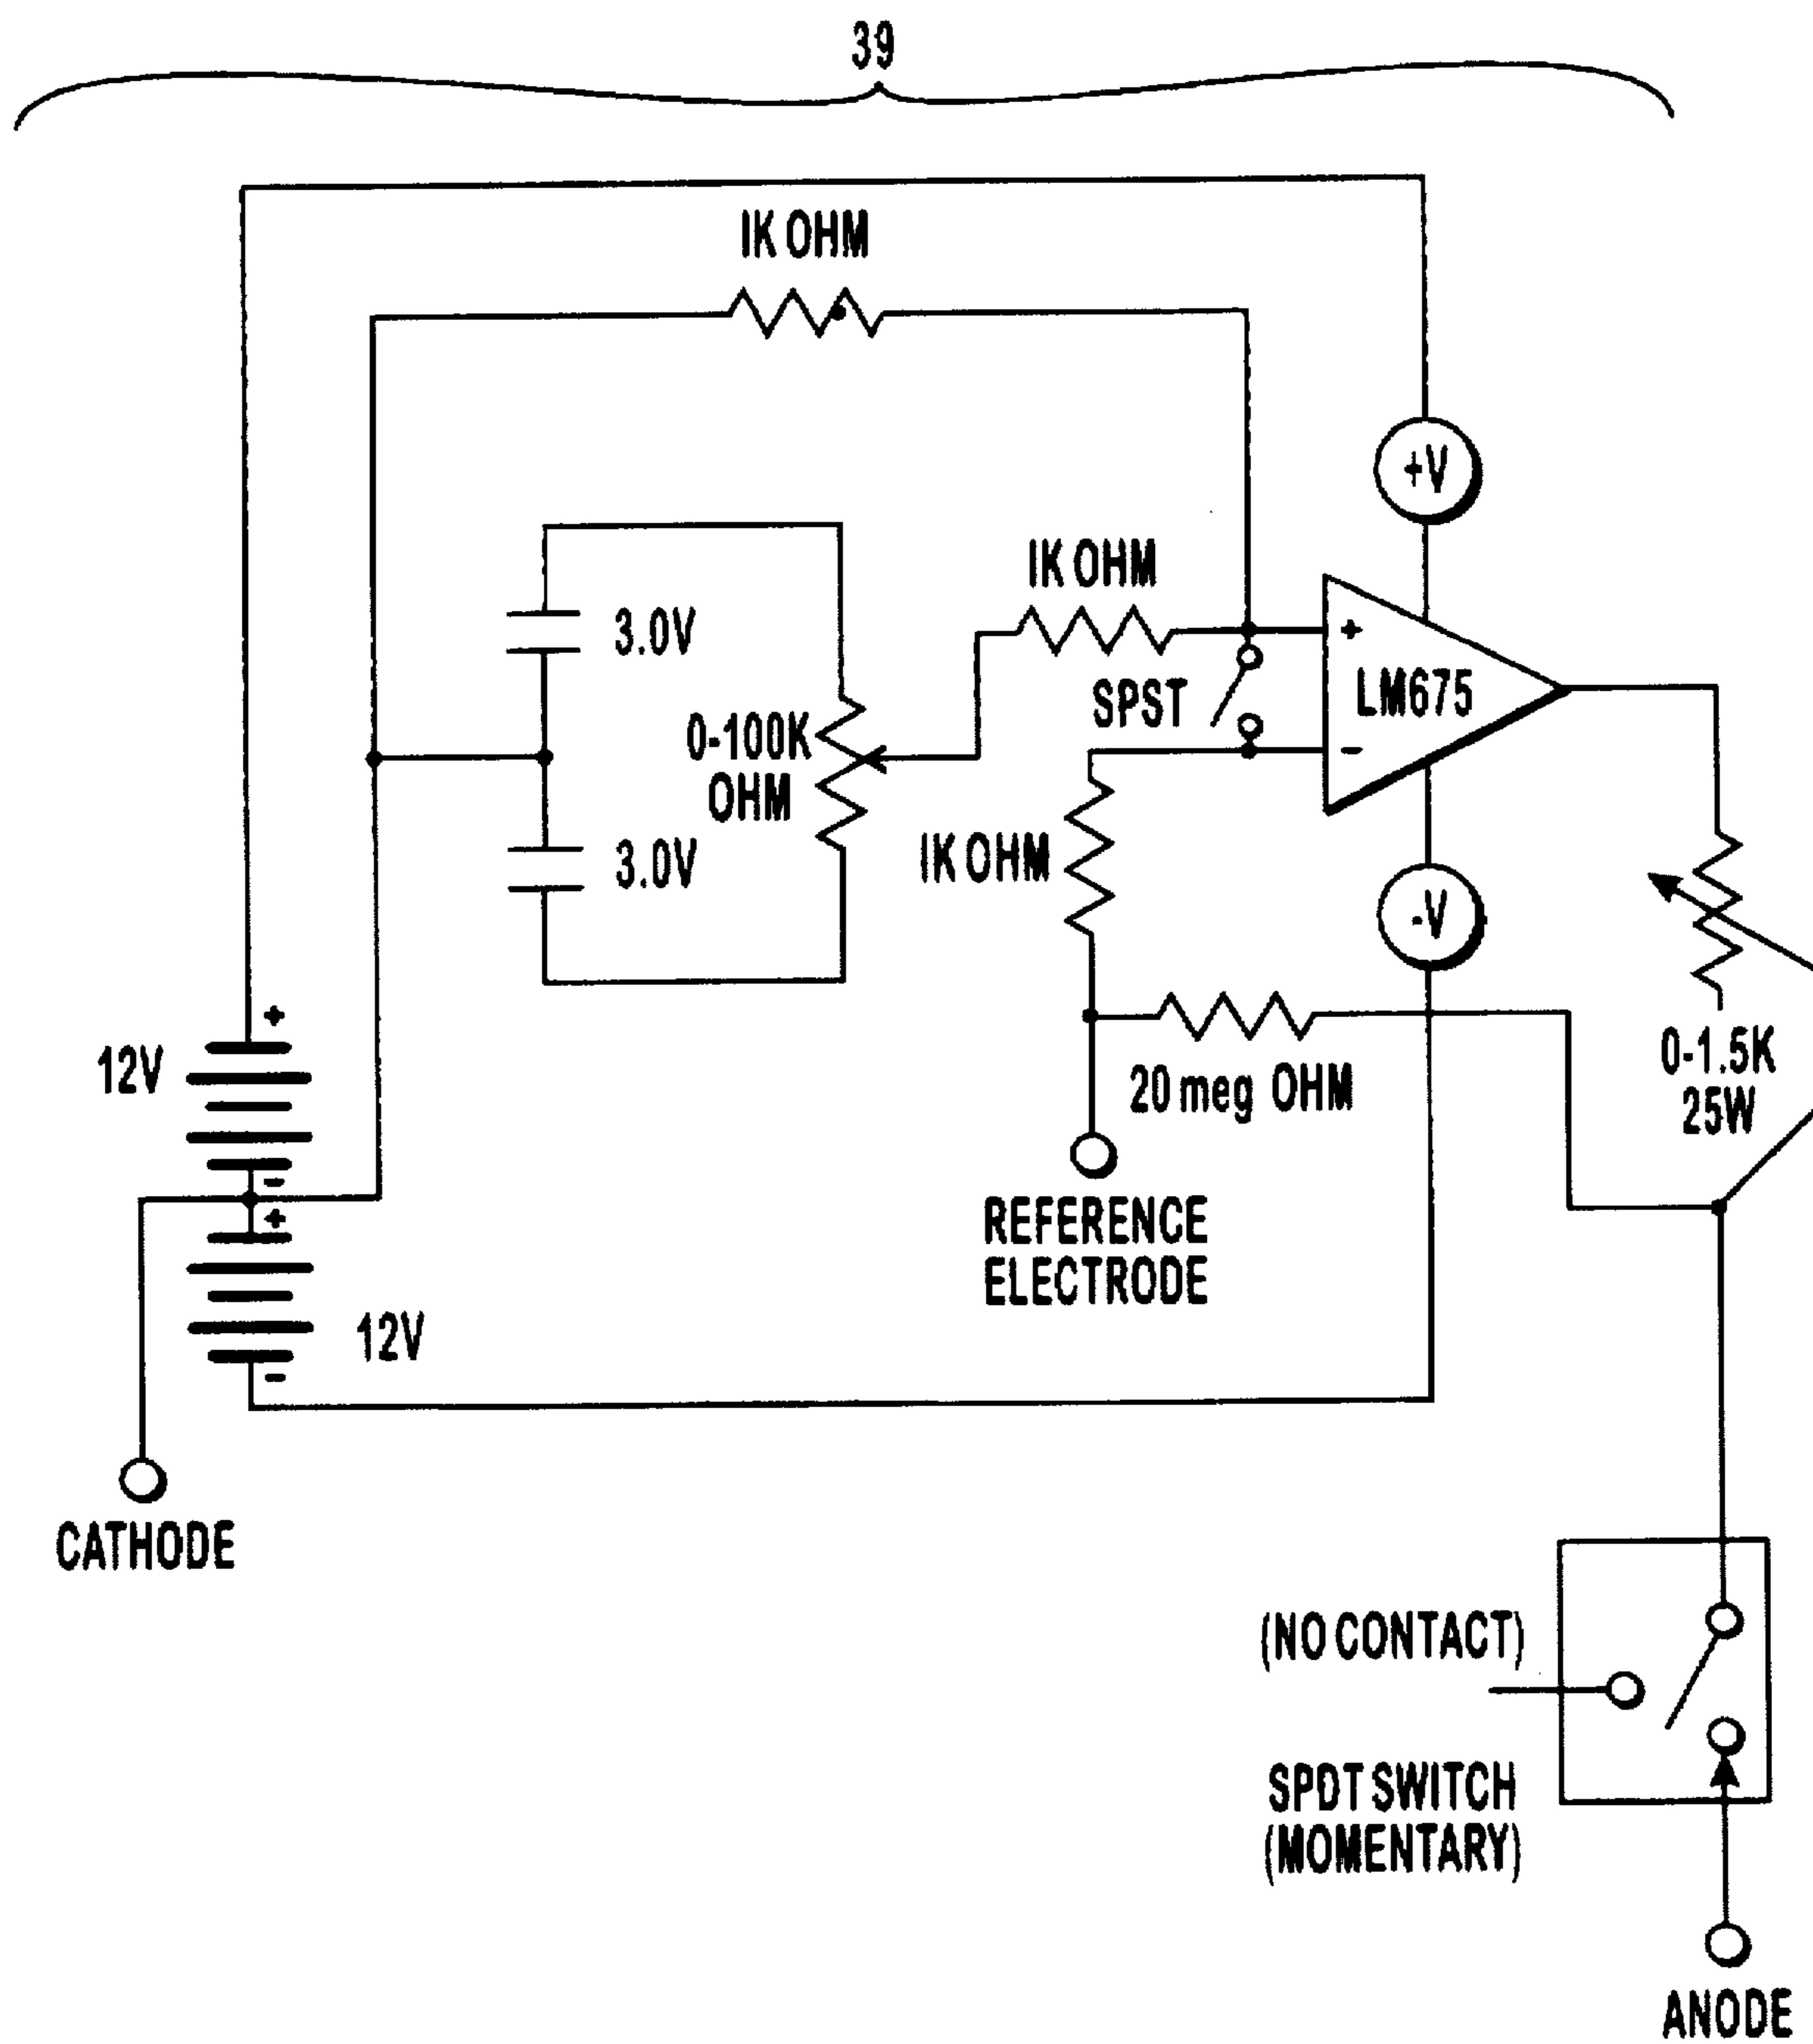 39
IK OHM
+V
IK OHM
3.0V
+
SPST
LM675
0-100K
OHM
-
3.0V
IK OHM
-V
+
12V
0-1.5K
25W
20 meg OHM
-
+
REFERENCE
ELECTRODE
12V
-
CATHODE
(NO CONTACT)
SPDT SWITCH
(MOMENTARY)
ANODE